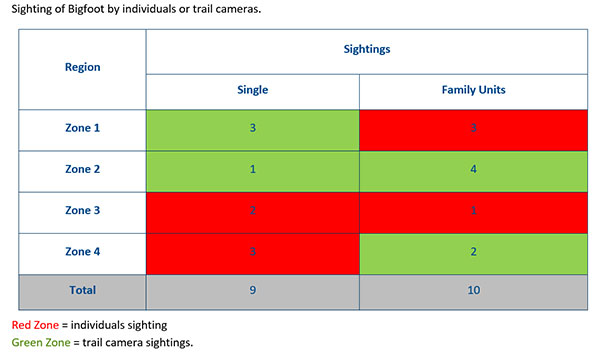 Sighting of Bigfoot by individuals or trail cameras.
Region
Sightings
Single Family Units
Zone 1 3 3
Zone 2 1 4
Zone 3 2 1
Zone 4 3 2
Total 9 10
Red Zone = individuals sighting
Green Zone = trail camera sightings.